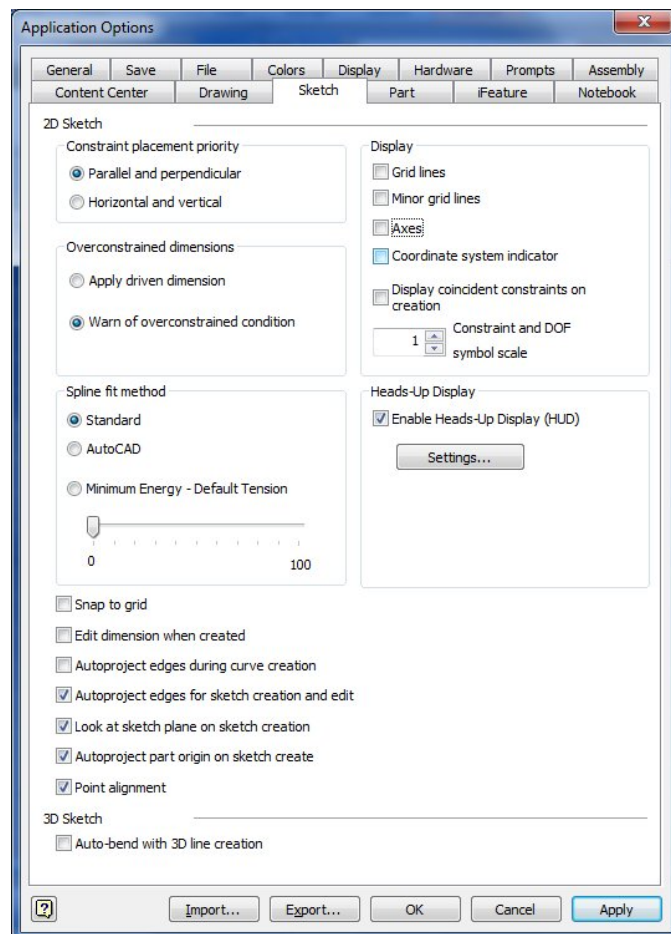 Application Options
General Save File Colors Display Hardware Prompts Assembly
Content Center Drawing Sketch Part iFeature Notebook
2D Sketch
Constraint placement priority
Parallel and perpendicular
Horizontal and vertical
Overconstrained dimensions
Apply driven dimension
Warn of overconstrained condition
Display
Grid lines
Minor grid lines
Axes
Coordinate system indicator
Display coincident constraints on
creation
1 Constraint and DOF
symbol scale
Spline fit method
Standard
AutoCAD
Minimum Energy - Default Tension
0 100
Heads-Up Display
Enable Heads-Up Display (HUD)
Settings...
Snap to grid
Edit dimension when created
Autoproject edges during curve creation
Autoproject edges for sketch creation and edit
Look at sketch plane on sketch creation
Autoproject part origin on sketch create
Point alignment
3D Sketch
Auto-bend with 3D line creation
? Import... Export... OK Cancel Apply